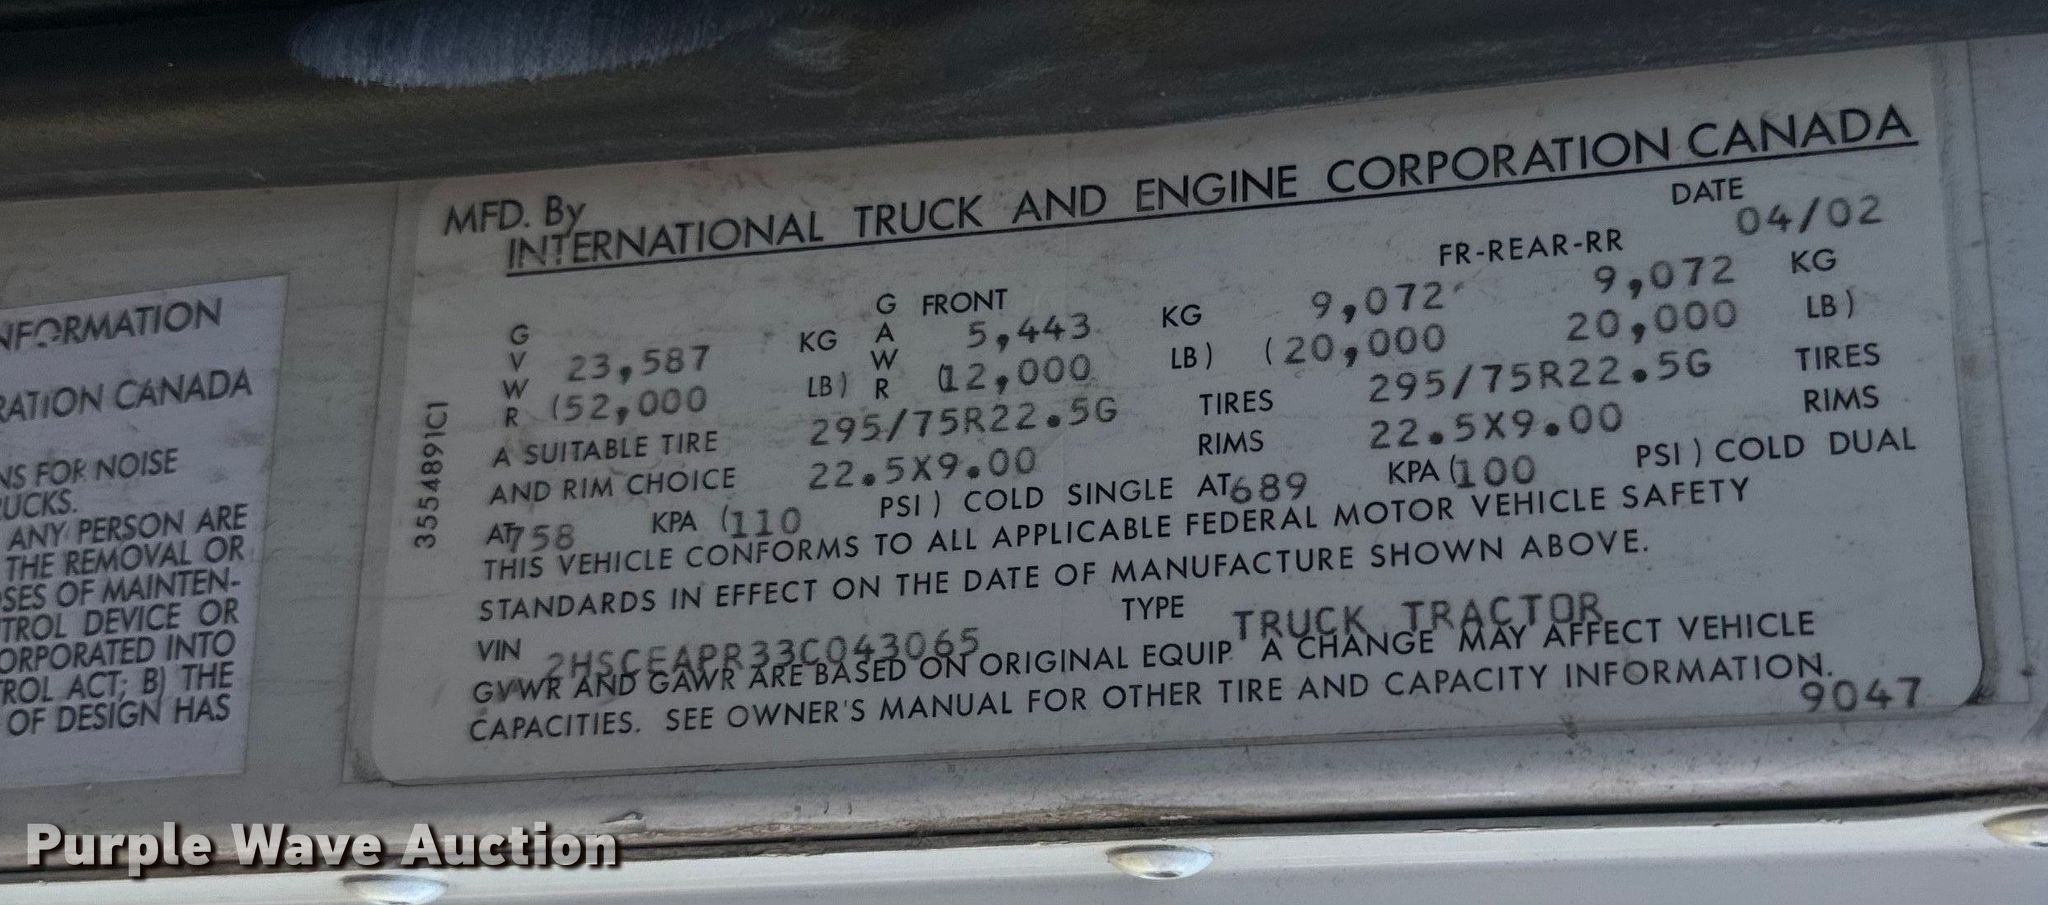 NFORMATION
RATION CANADA
NS FOR NOISE
RUCKS.
ANY PERSON ARE
THE REMOVAL OR
SES OF MAINTEN-
TROL DEVICE OR
ORPORATED INTO
ROL ACT; B) THE
OF DESIGN HAS
3554891C1
MFD. By
INTERNATIONAL TRUCK AND ENGINE CORPORATION CANADA
DATE
04/02
FR-REAR-RR
GVWR 23,587 KG GAWR FRONT 5,443 KG 9,072 9,072 KG
(52,000 LB) (12,000 LB) (20,000 20,000 LB)
A SUITABLE TIRE 295/75R22.5G TIRES 295/75R22.5G TIRES
AND RIM CHOICE 22.5X9.00 RIMS 22.5X9.00 RIMS
AT758 KPA (110 PSI) COLD SINGLE AT689 KPA (100 PSI) COLD DUAL
THIS VEHICLE CONFORMS TO ALL APPLICABLE FEDERAL MOTOR VEHICLE SAFETY
STANDARDS IN EFFECT ON THE DATE OF MANUFACTURE SHOWN ABOVE.
VIN 2HSCEAPR33C043065 TYPE TRUCK TRACTOR
GVWR AND GAWR ARE BASED ON ORIGINAL EQUIP. A CHANGE MAY AFFECT VEHICLE
CAPACITIES. SEE OWNER'S MANUAL FOR OTHER TIRE AND CAPACITY INFORMATION.
9047
Purple Wave Auction